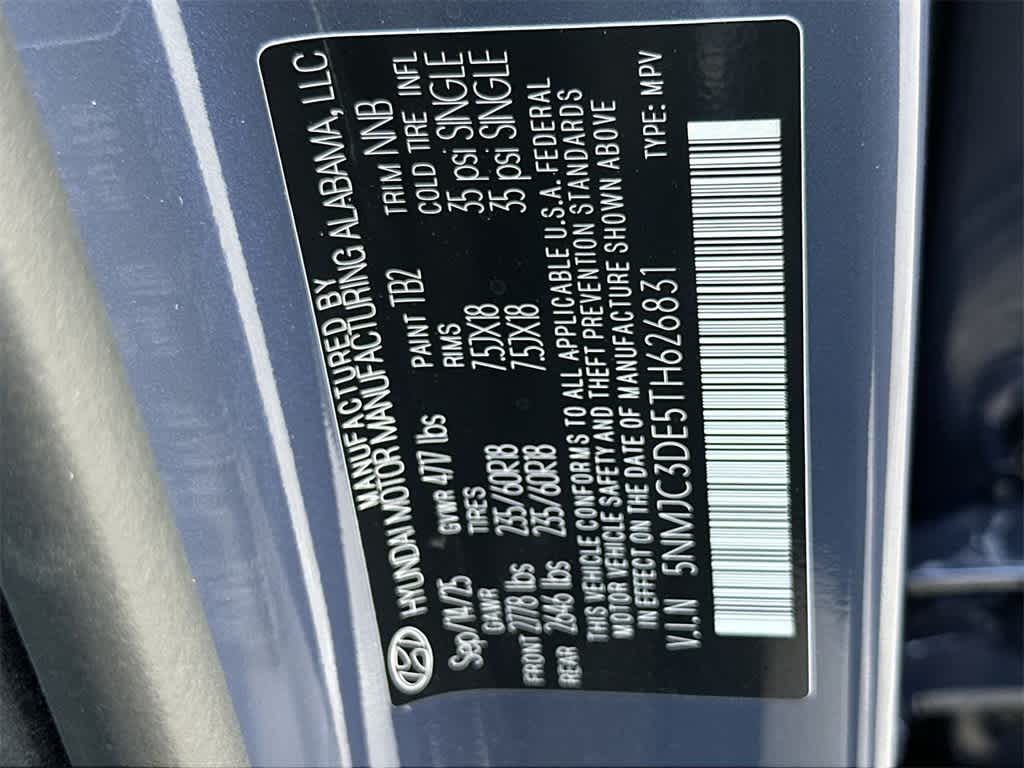 MANUFACTURED BY
HYUNDAI MOTOR MANUFACTURING ALABAMA, LLC
Sep/14/25 GVWR 4717 lbs PAINT TB2 TRIM NNB
GAWR TIRES RIMS COLD TIRE INFL
FRONT 2778 lbs 235/60R18 7.5JX18 35 psi SINGLE
REAR 2646 lbs 235/60R18 7.5JX18 35 psi SINGLE
THIS VEHICLE CONFORMS TO ALL APPLICABLE U.S.A. FEDERAL
MOTOR VEHICLE SAFETY AND THEFT PREVENTION STANDARDS
IN EFFECT ON THE DATE OF MANUFACTURE SHOWN ABOVE
V.I.N 5NMJC3DE5TH626831 TYPE: MPV